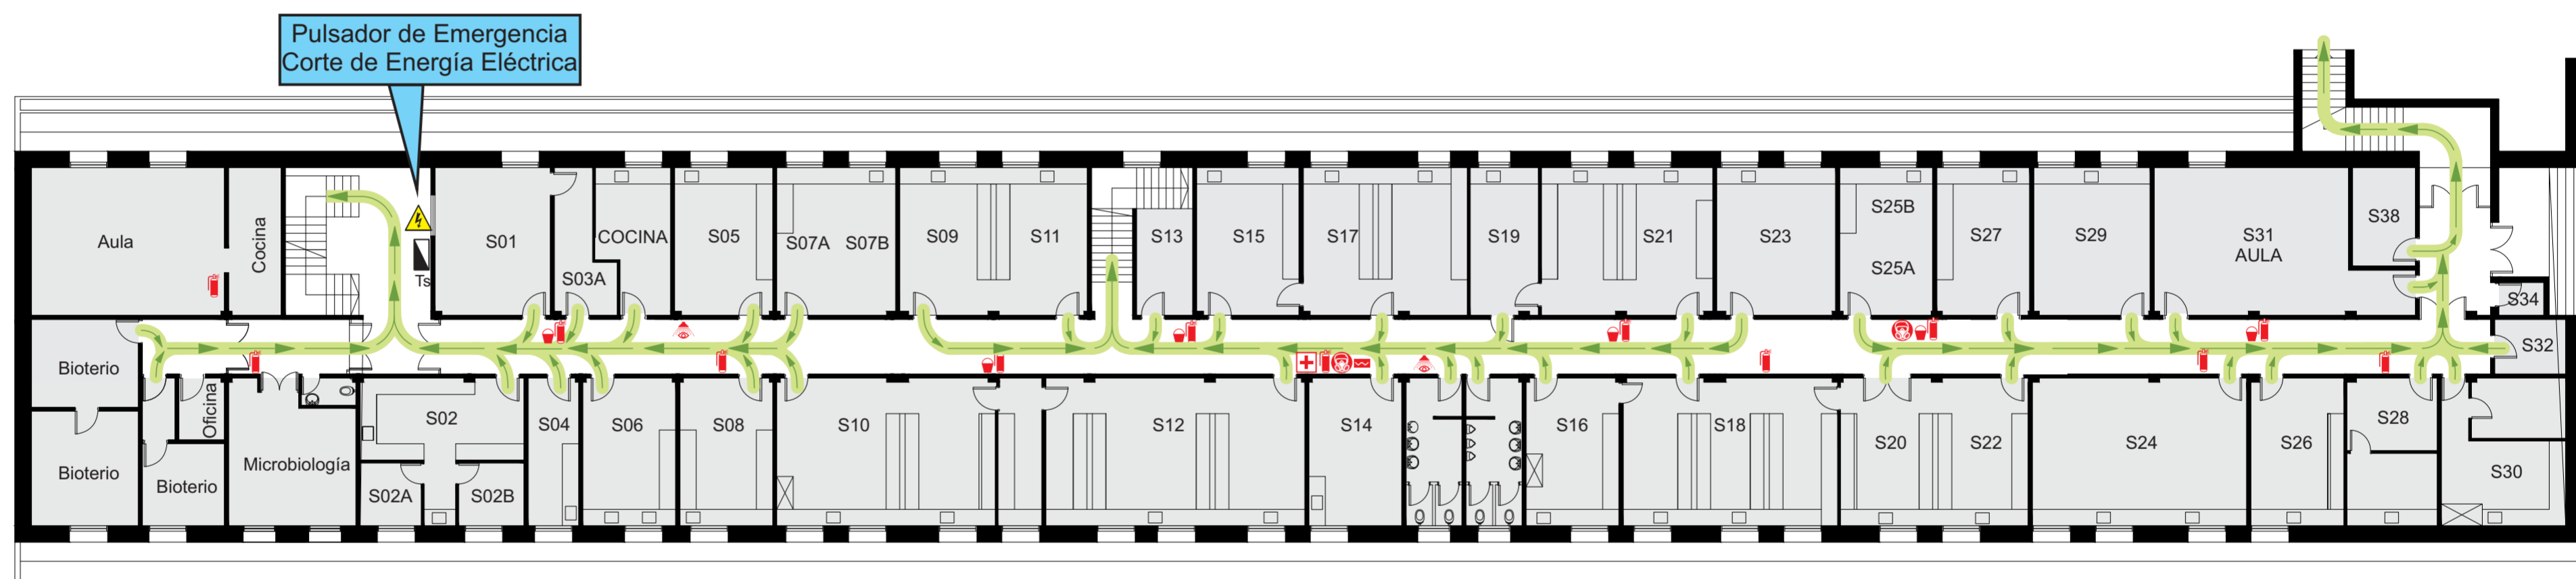 Pulsador de Emergencia
Corte de Energía Eléctrica
Aula
Cocina
Ts
S01
S03A
COCINA
S05
S07A
S07B
S09
S11
S13
S15
S17
S19
S21
S23
S25B
S25A
S27
S29
S31
AULA
S38
S34
S32
Bioterio
Bioterio
Bioterio
Oficina
Microbiología
S02
S02A
S02B
S04
S06
S08
S10
S12
S14
S16
S18
S20
S22
S24
S26
S28
S30